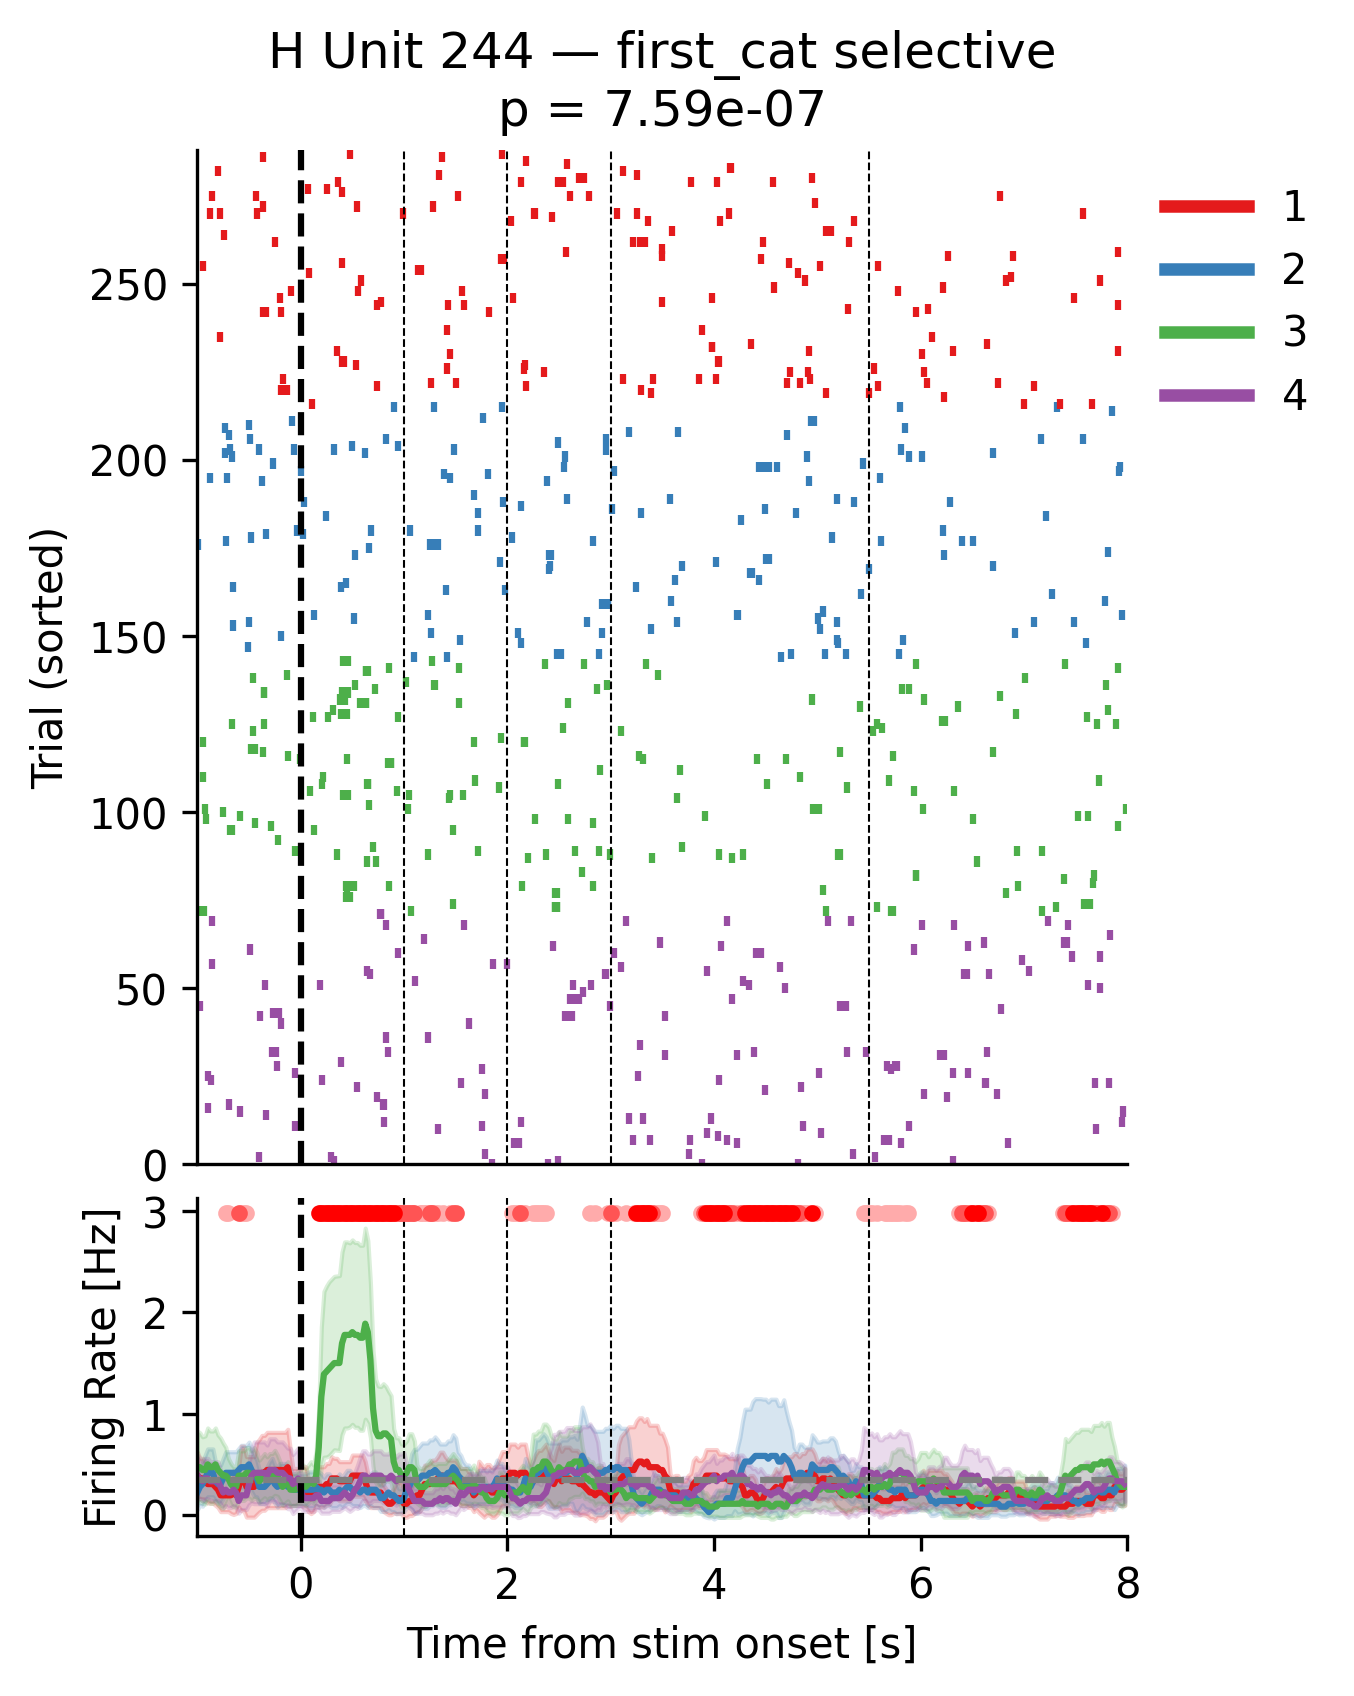 H Unit 244 — first_cat selective
p = 7.59e-07
1
2
3
4
250
200
150
100
50
0
Trial (sorted)
3
2
1
0
Firing Rate [Hz]
0 2 4 6 8
Time from stim onset [s]